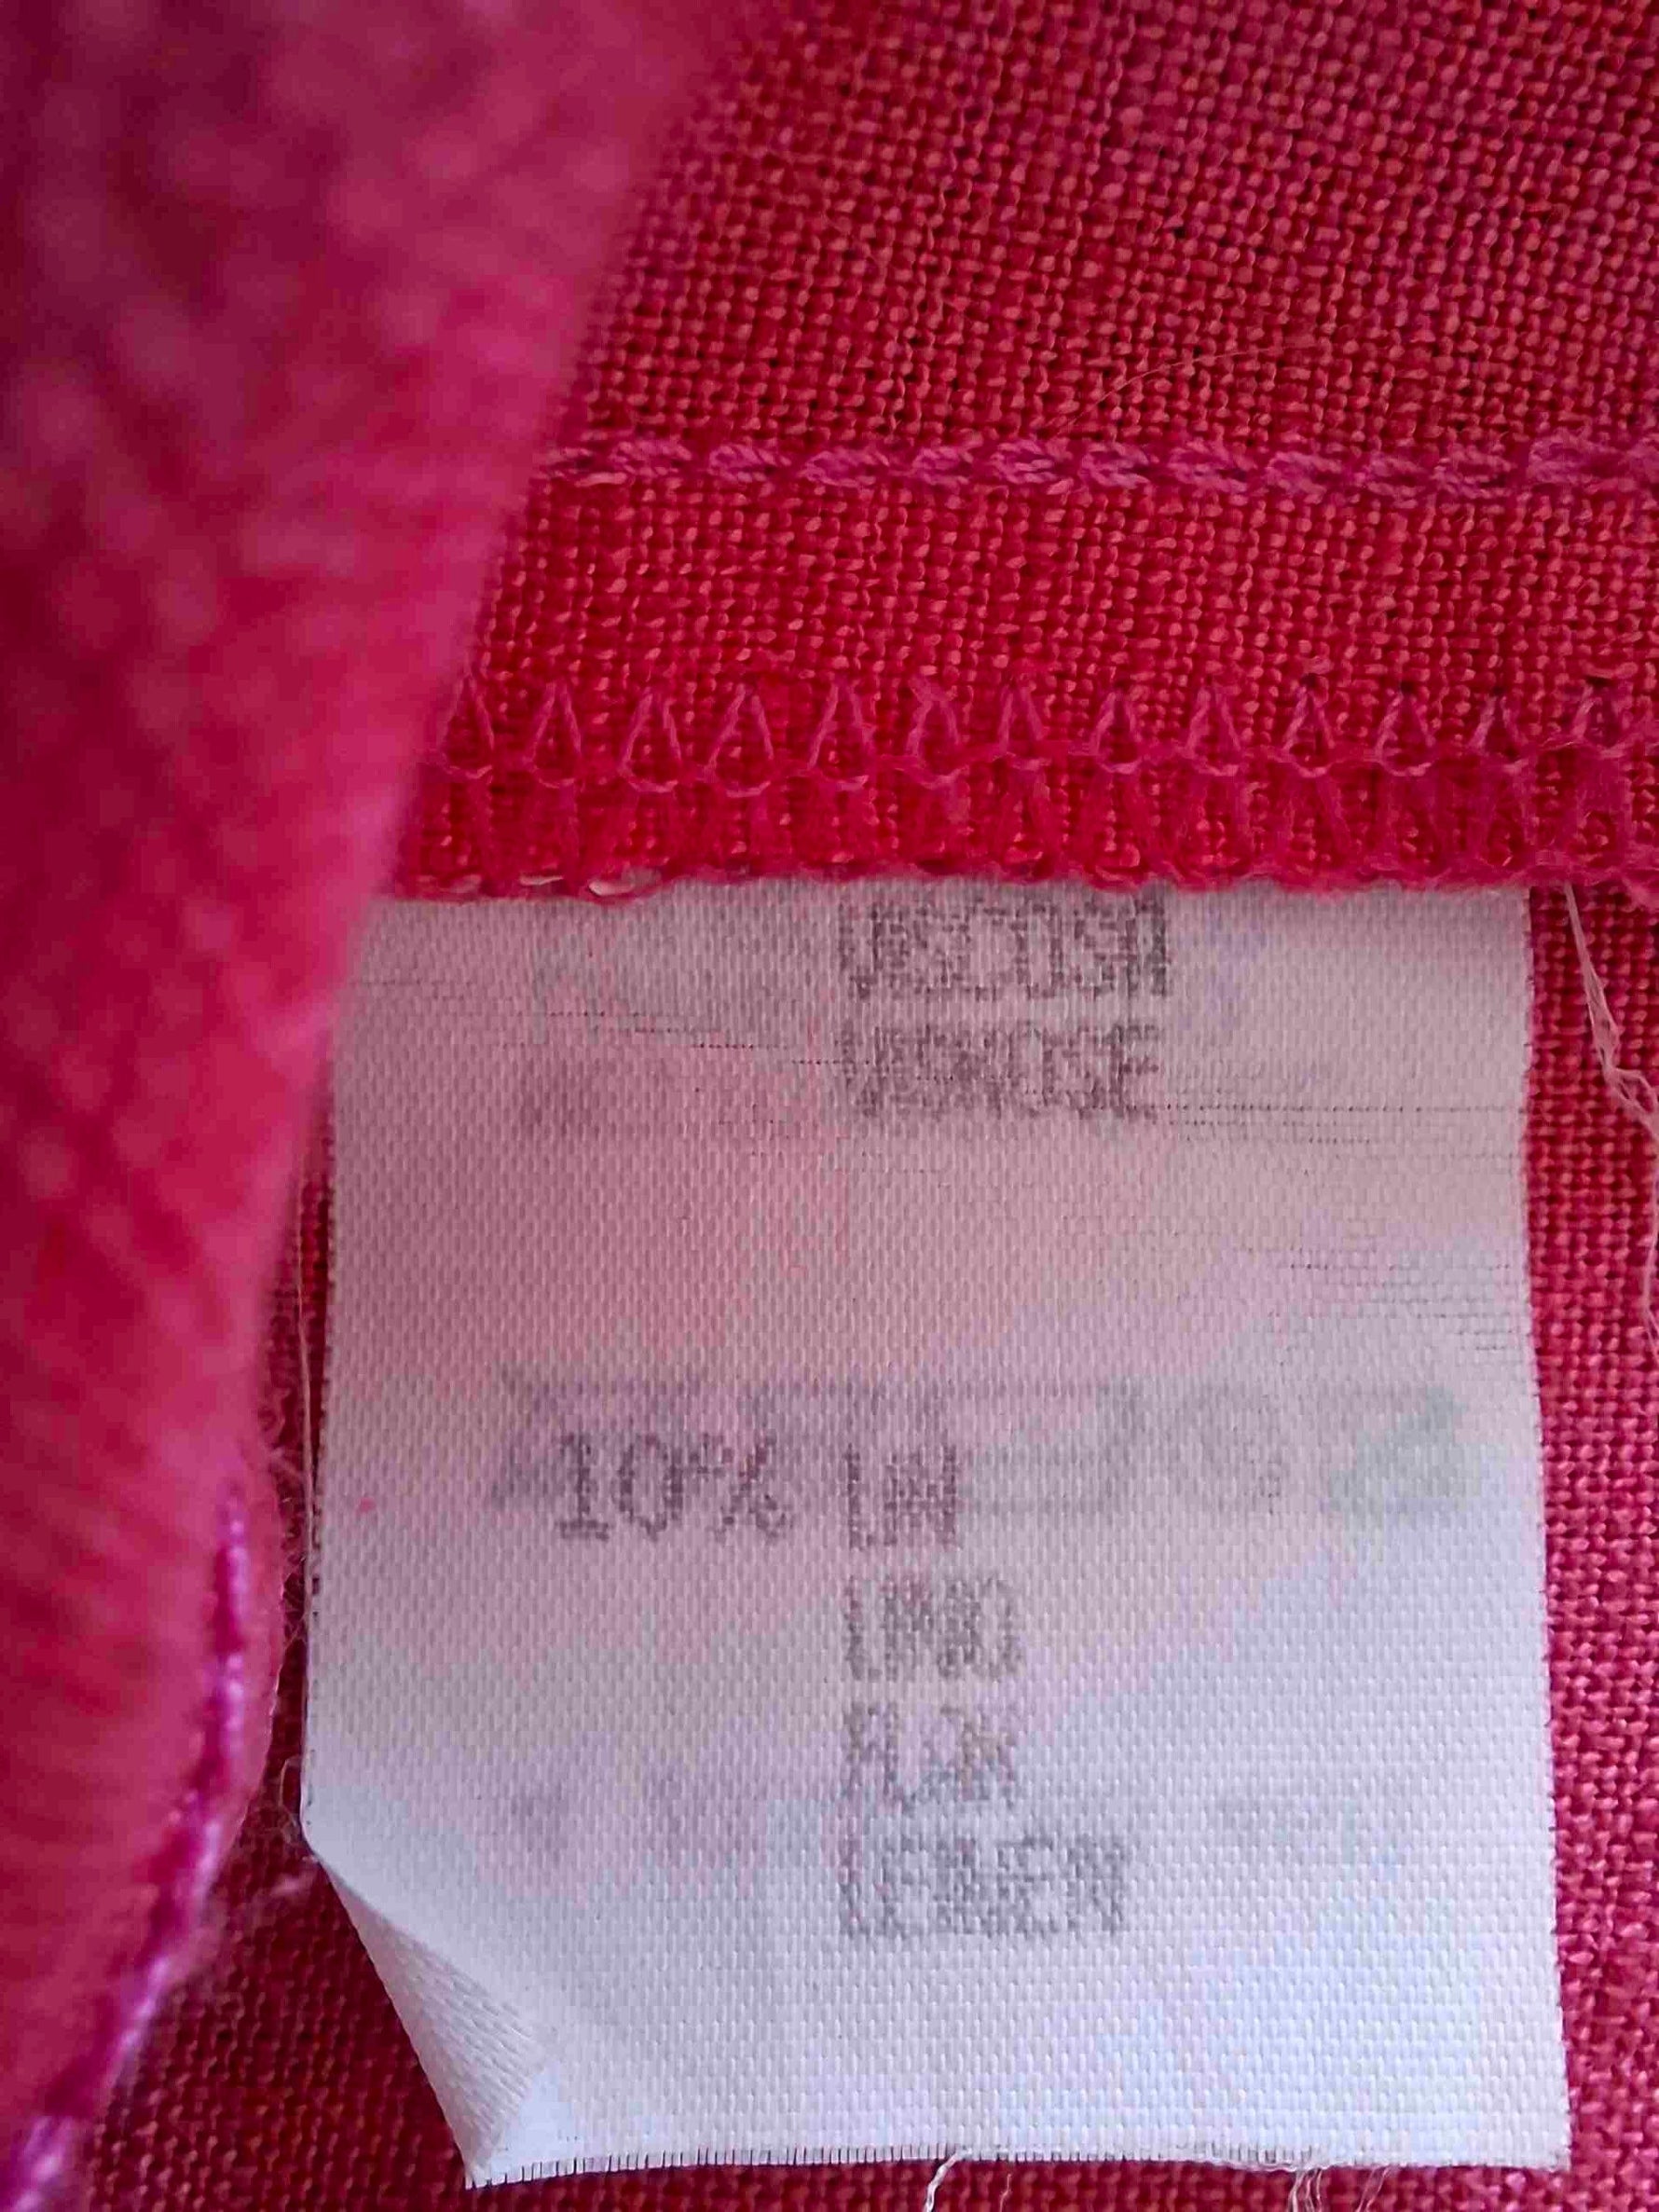 VISCOSA
VISKOSE
10% LIN
LINO
FLAX
LEINEN